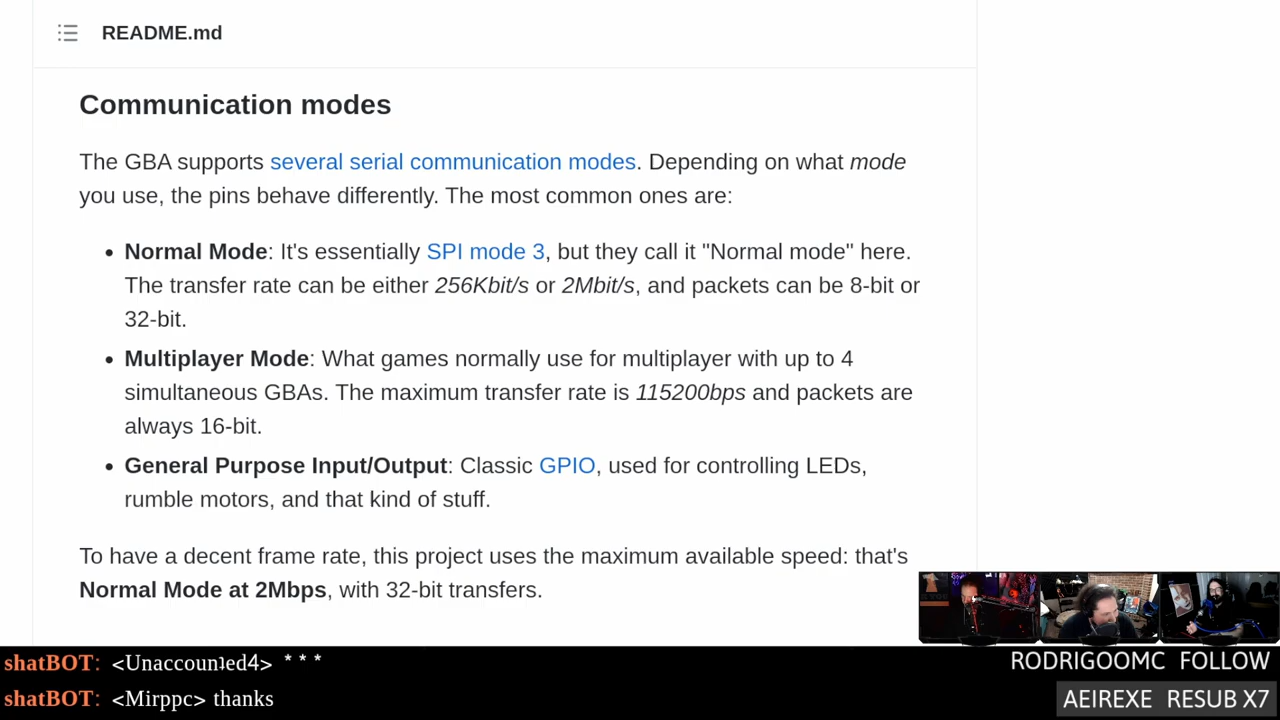 README.md
Communication modes
The GBA supports several serial communication modes. Depending on what mode
you use, the pins behave differently. The most common ones are:
• Normal Mode: It's essentially SPI mode 3, but they call it "Normal mode" here.
The transfer rate can be either 256Kbit/s or 2Mbit/s, and packets can be 8-bit or
32-bit.
• Multiplayer Mode: What games normally use for multiplayer with up to 4
simultaneous GBAs. The maximum transfer rate is 115200bps and packets are
always 16-bit.
• General Purpose Input/Output: Classic GPIO, used for controlling LEDs,
rumble motors, and that kind of stuff.
To have a decent frame rate, this project uses the maximum available speed: that's
Normal Mode at 2Mbps, with 32-bit transfers.
shatBOT: <Unaccounted4> * * *
shatBOT: <Mirppc> thanks
RODRIGOOMC FOLLOW
AEIREXE RESUB X7